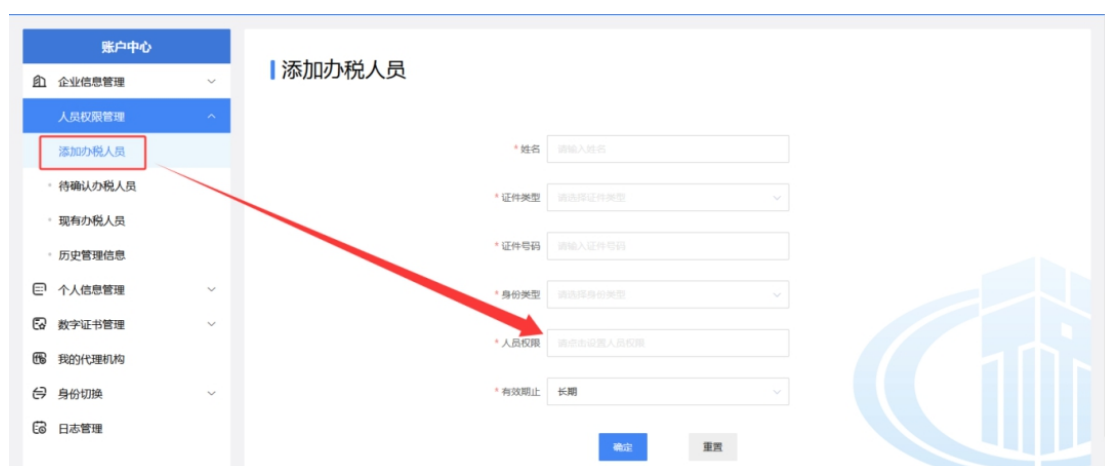 账户中心
企业信息管理
人员权限管理
添加办税人员
待确认办税人员
现有办税人员
历史管理信息
个人信息管理
数字证书管理
我的代理机构
身份切换
日志管理
添加办税人员
*姓名 请输入姓名
*证件类型 请选择证件类型
*证件号码 请输入证件号码
*身份类型 请选择身份类型
*人员权限 请点击设置人员权限
*有效期止 长期
确定 重置